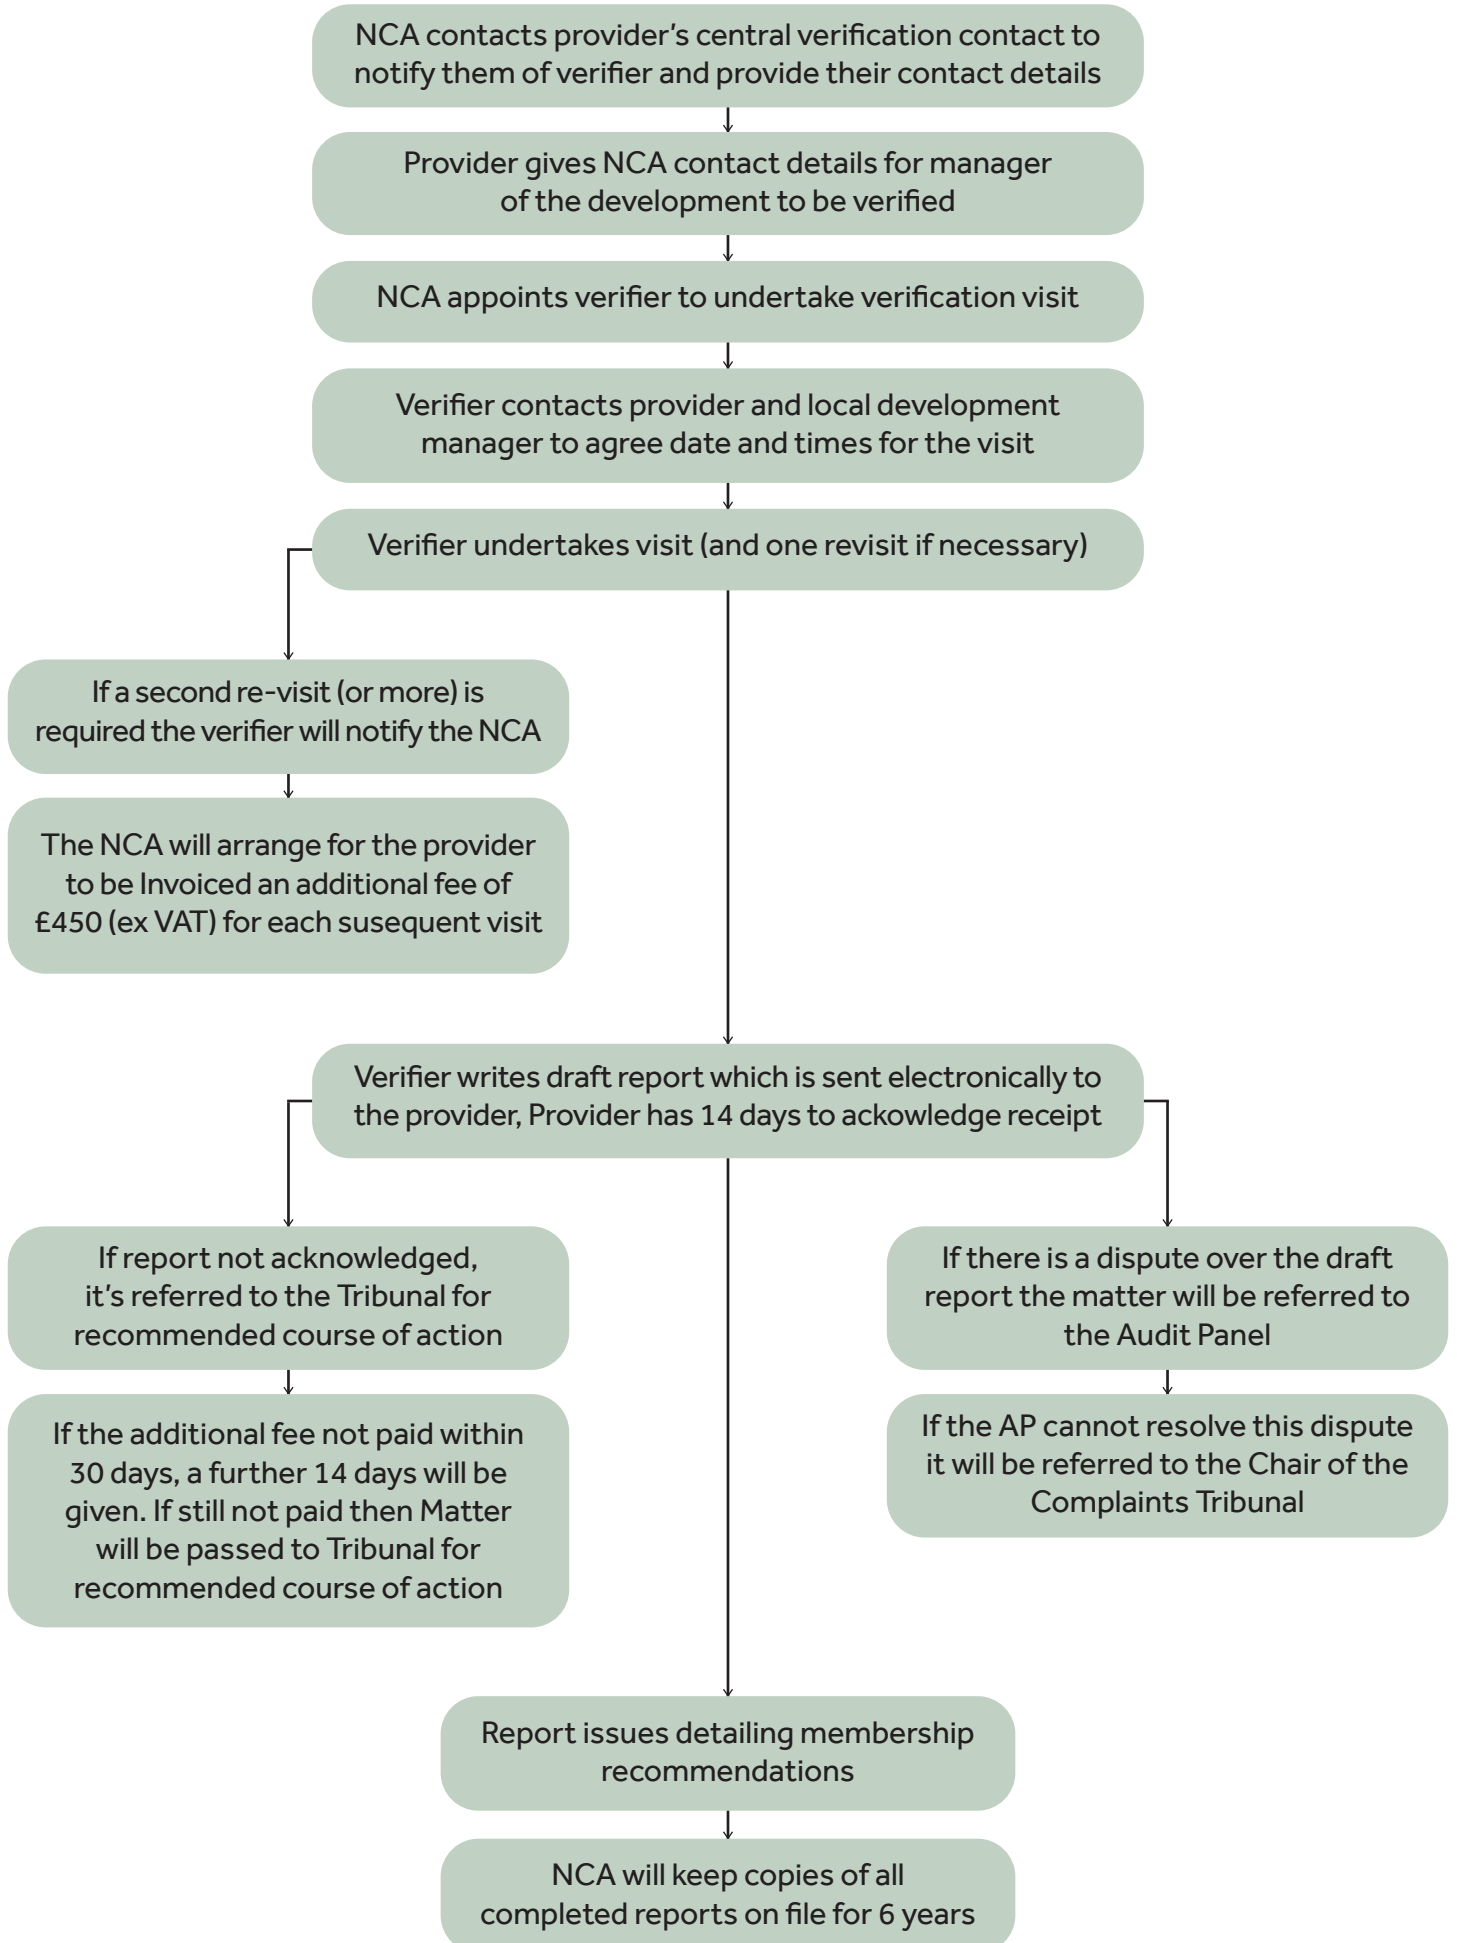 NCA contacts provider's central verification contact to
notify them of verifier and provide their contact details
Provider gives NCA contact details for manager
of the development to be verified
NCA appoints verifier to undertake verification visit
Verifier contacts provider and local development
manager to agree date and times for the visit
Verifier undertakes visit (and one revisit if necessary)
If a second re-visit (or more) is
required the verifier will notify the NCA
The NCA will arrange for the provider
to be Invoiced an additional fee of
£450 (ex VAT) for each susequent visit
Verifier writes draft report which is sent electronically to
the provider, Provider has 14 days to ackowledge receipt
If report not acknowledged,
it's referred to the Tribunal for
recommended course of action
If the additional fee not paid within
30 days, a further 14 days will be
given. If still not paid then Matter
will be passed to Tribunal for
recommended course of action
If there is a dispute over the draft
report the matter will be referred to
the Audit Panel
If the AP cannot resolve this dispute
it will be referred to the Chair of the
Complaints Tribunal
Report issues detailing membership
recommendations
NCA will keep copies of all
completed reports on file for 6 years